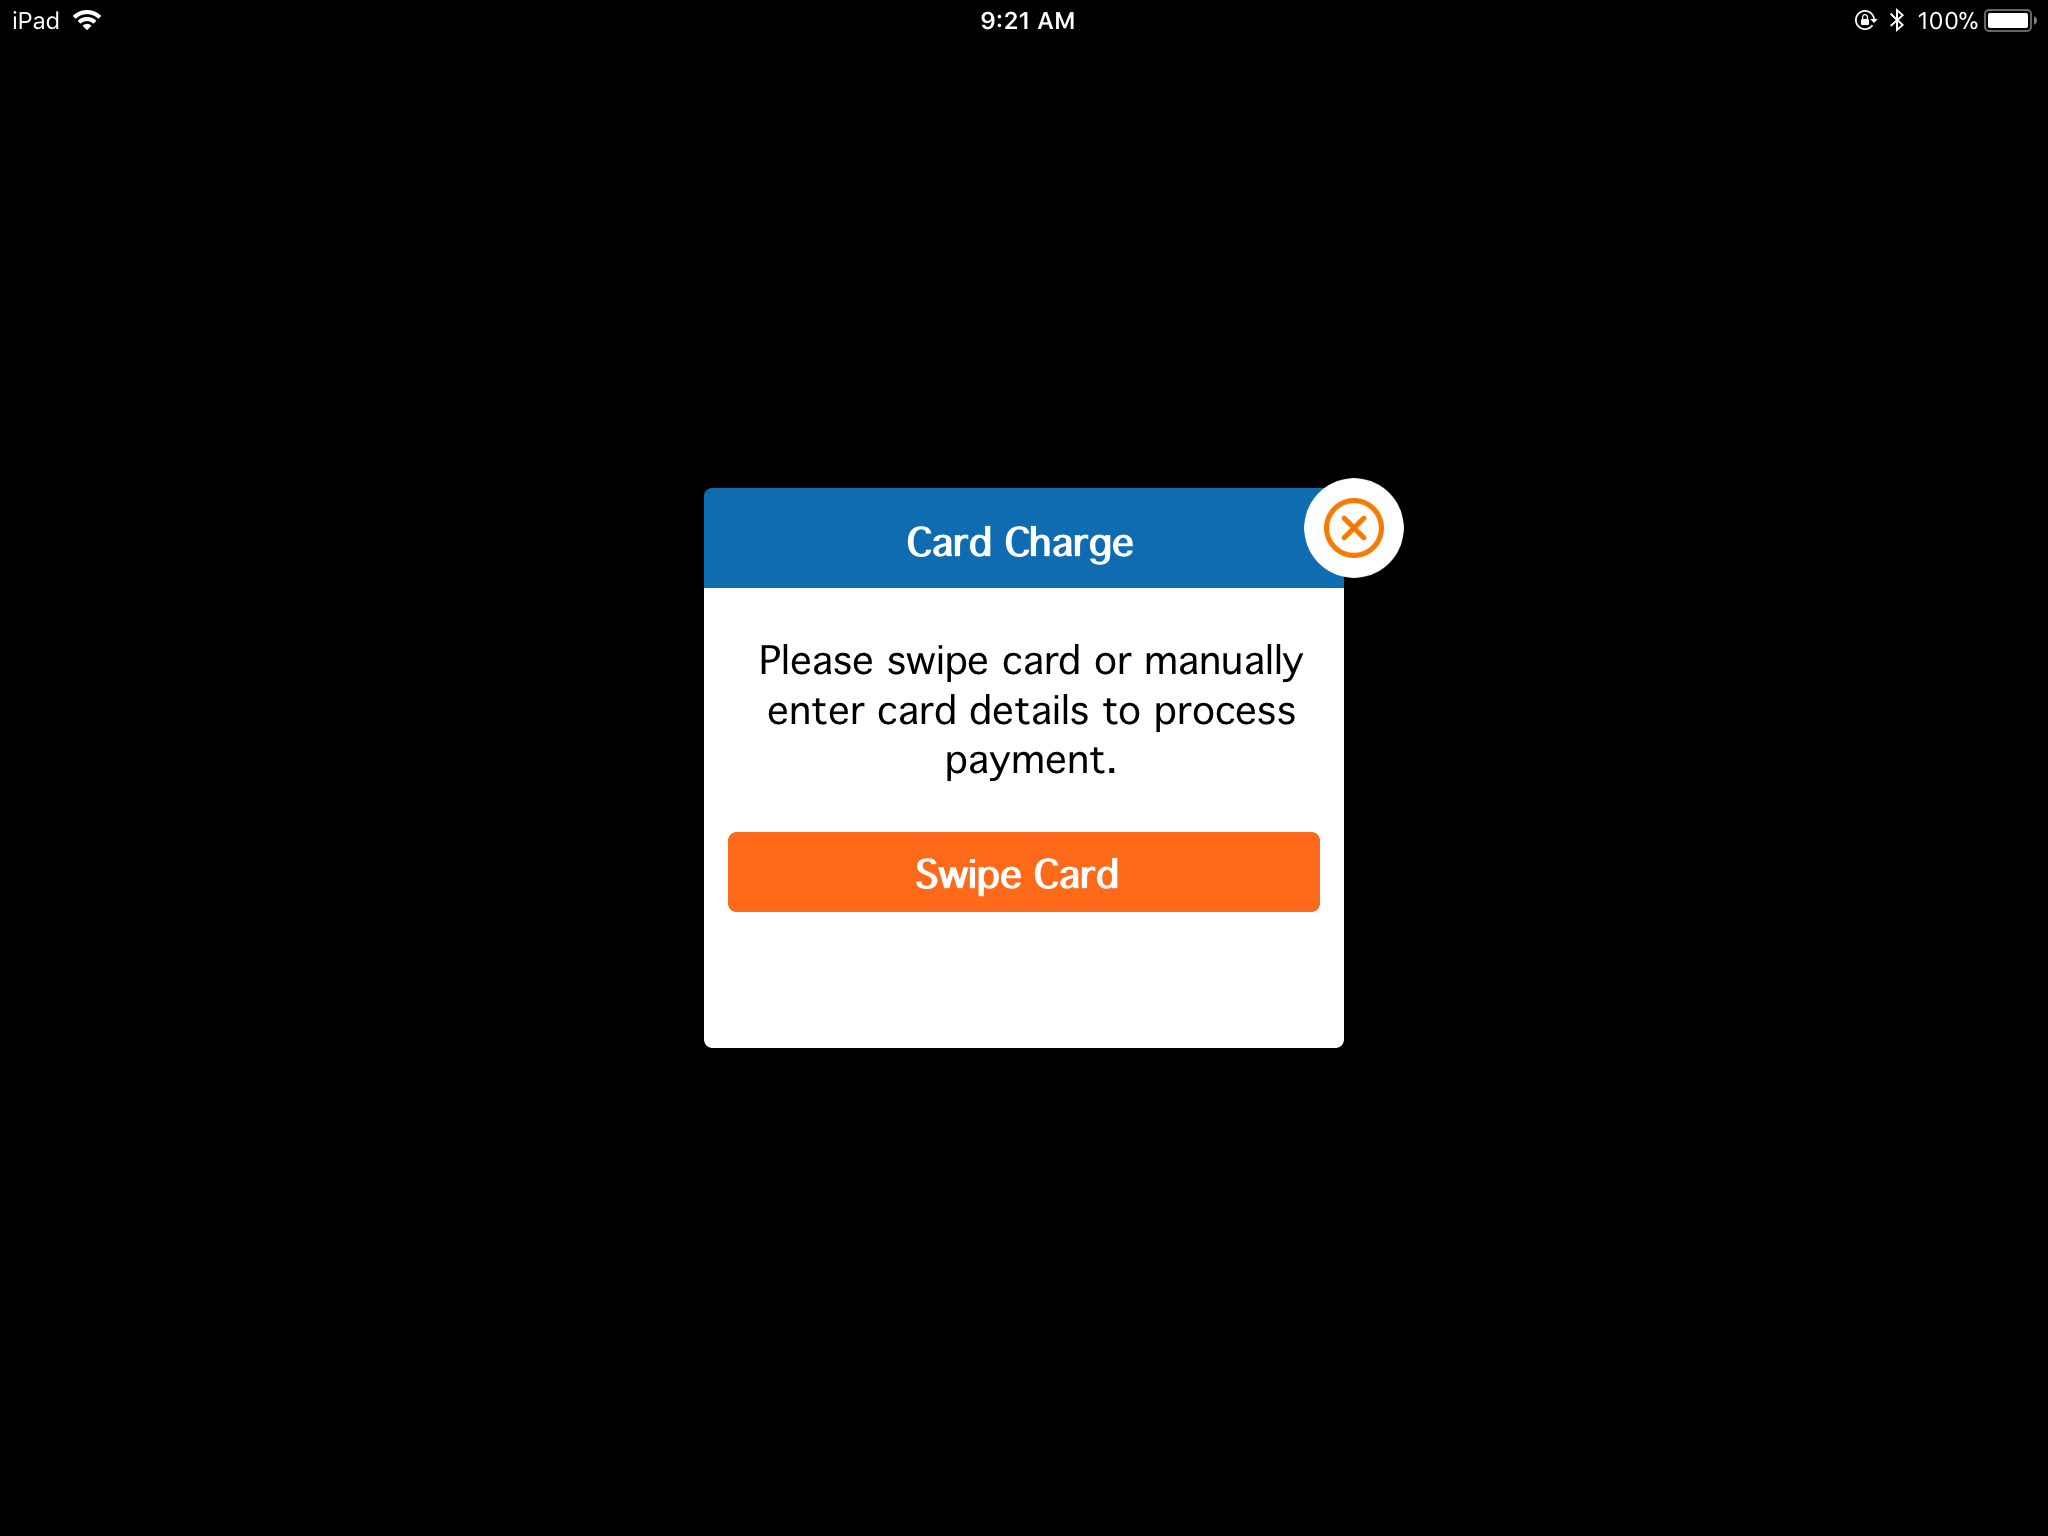 iPad 9:21 AM 100%
Card Charge
Please swipe card or manually
enter card details to process
payment.
Swipe Card